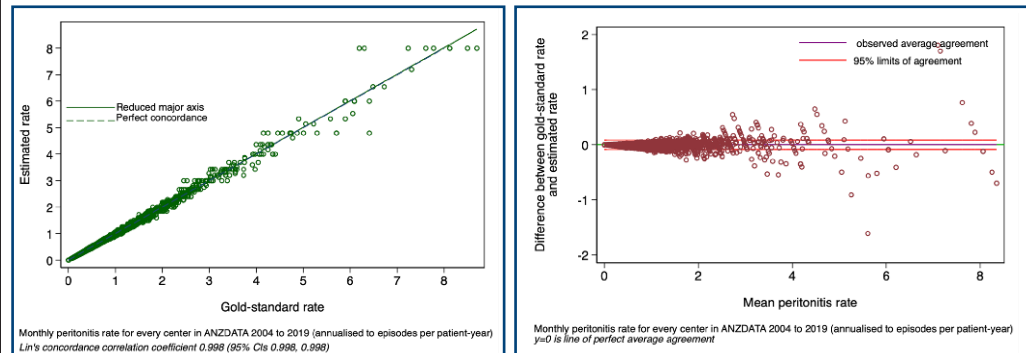 8
7
6
5
4
3
2
1
0
Estimated rate
Reduced major axis
Perfect concordance
0 1 2 3 4 5 6 7 8
Gold-standard rate
Monthly peritonitis rate for every center in ANZDATA 2004 to 2019 (annualised to episodes per patient-year)
Lin's concordance correlation coefficient 0.998 (95% CIs 0.998, 0.998)
2
1
0
-1
-2
Difference between gold-standard rate
and estimated rate
observed average agreement
95% limits of agreement
0 2 4 6 8
Mean peritonitis rate
Monthly peritonitis rate for every center in ANZDATA 2004 to 2019 (annualised to episodes per patient-year)
y=0 is line of perfect average agreement